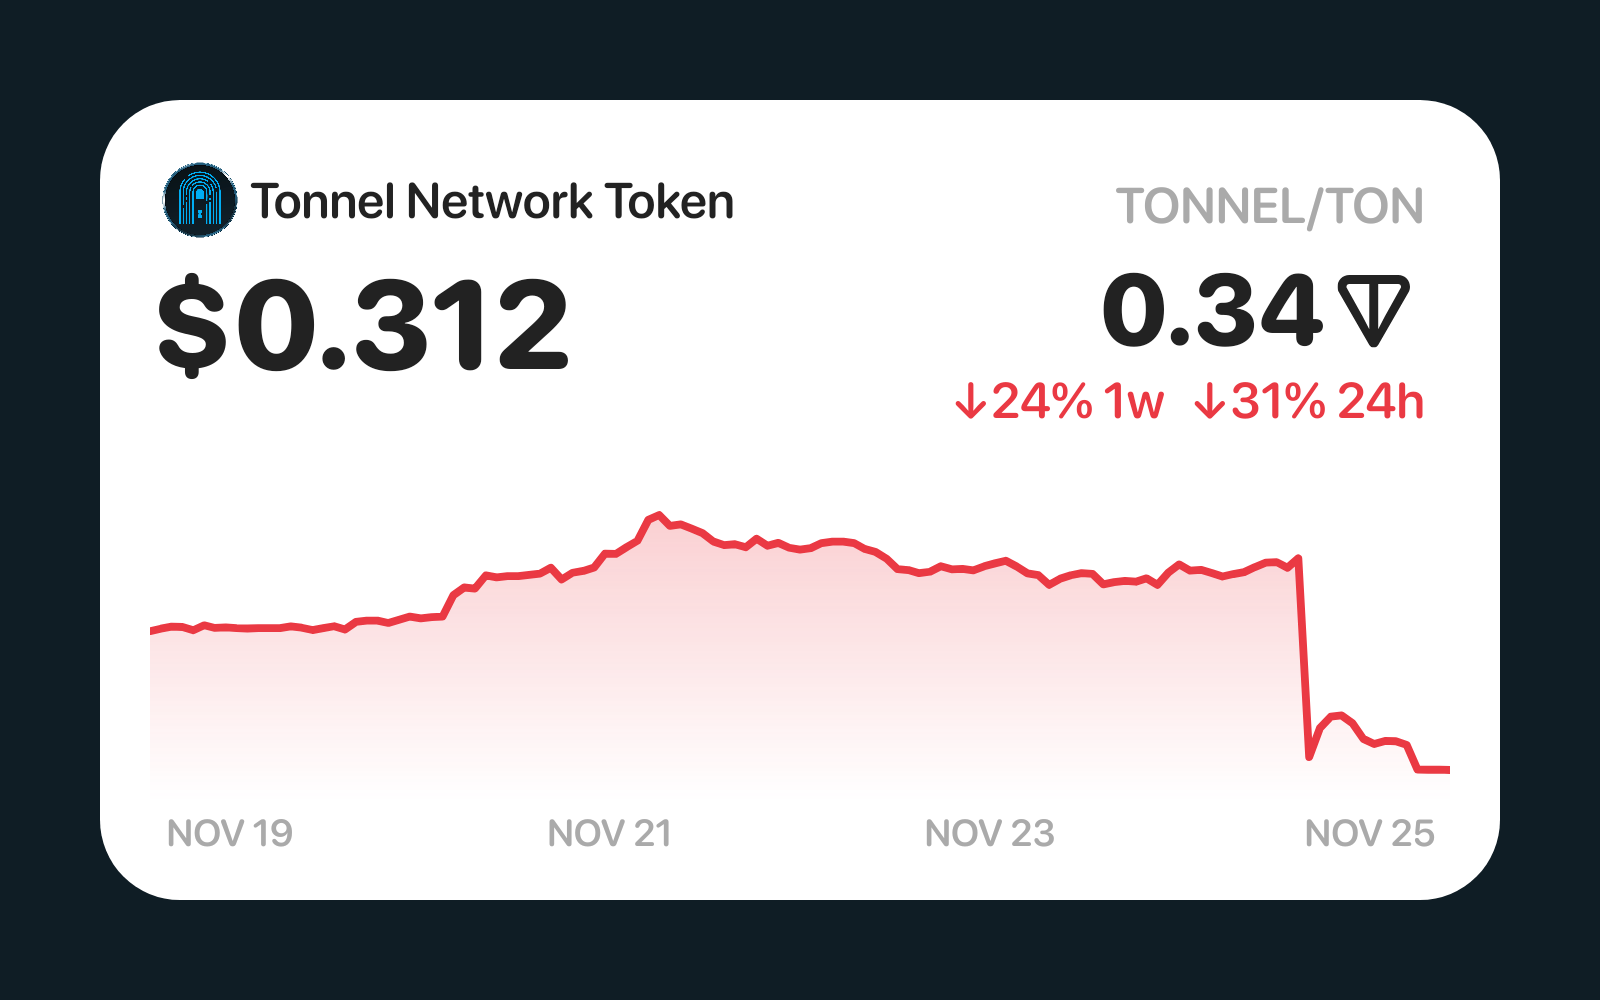 Tonnel Network Token
TONNEL/TON
$0.312
0.34
↓24% 1w ↓31% 24h
NOV 19 NOV 21 NOV 23 NOV 25